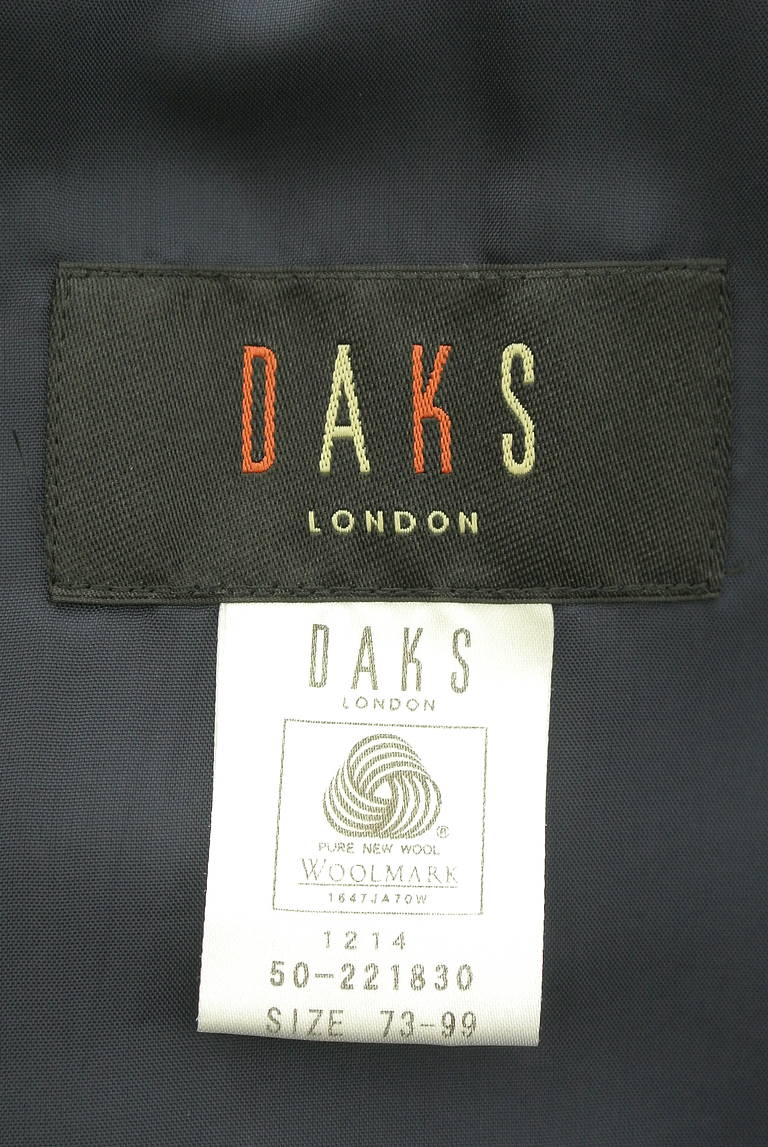 DAKS
LONDON
DAKS
LONDON
®
PURE NEW WOOL
WOOLMARK
1647JA70W
1214
50-221830
SIZE 73-99